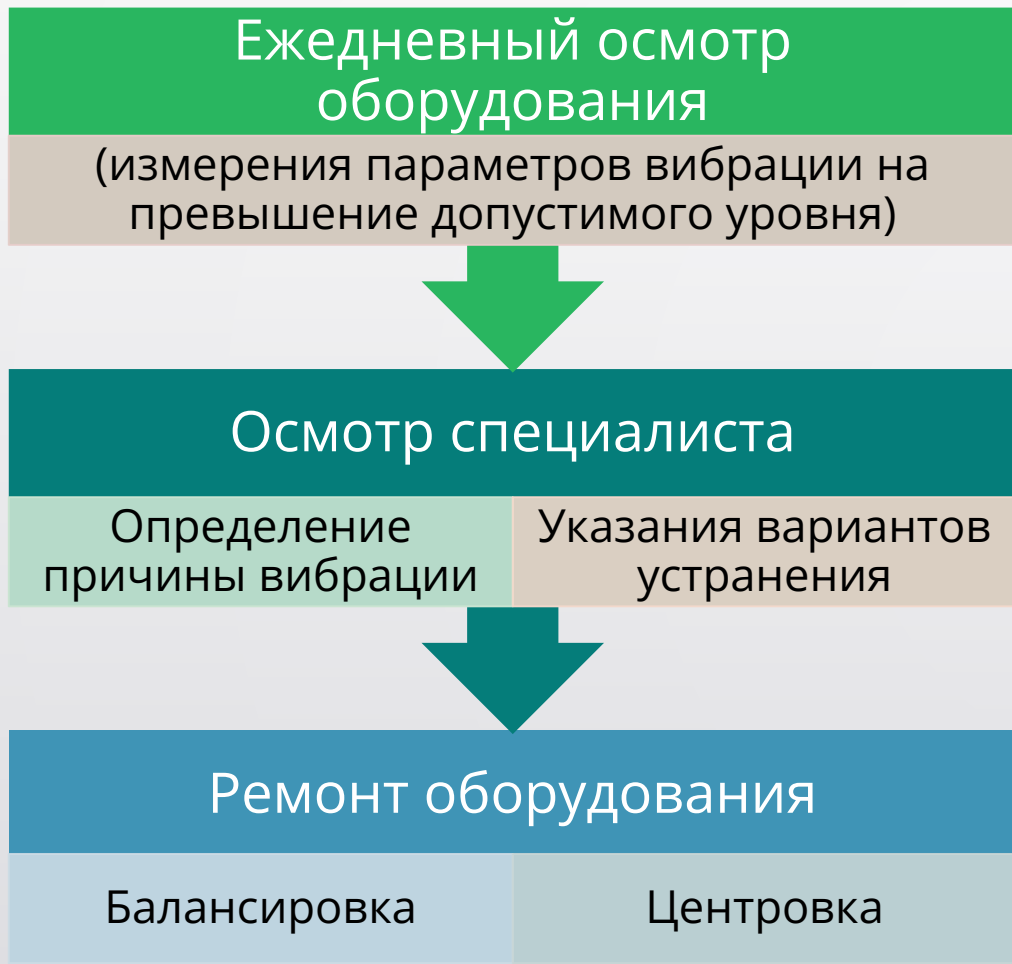 Ежедневный осмотр
оборудования
(измерения параметров вибрации на
превышение допустимого уровня)
Осмотр специалиста
Определение
причины вибрации
Указания вариантов
устранения
Ремонт оборудования
Балансировка
Центровка